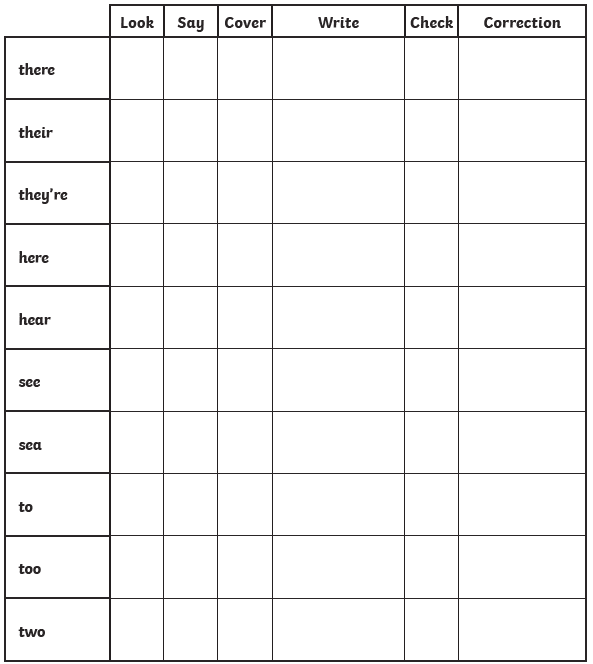 Look Say Cover Write Check Correction
there
their
they're
here
hear
see
sea
to
too
two